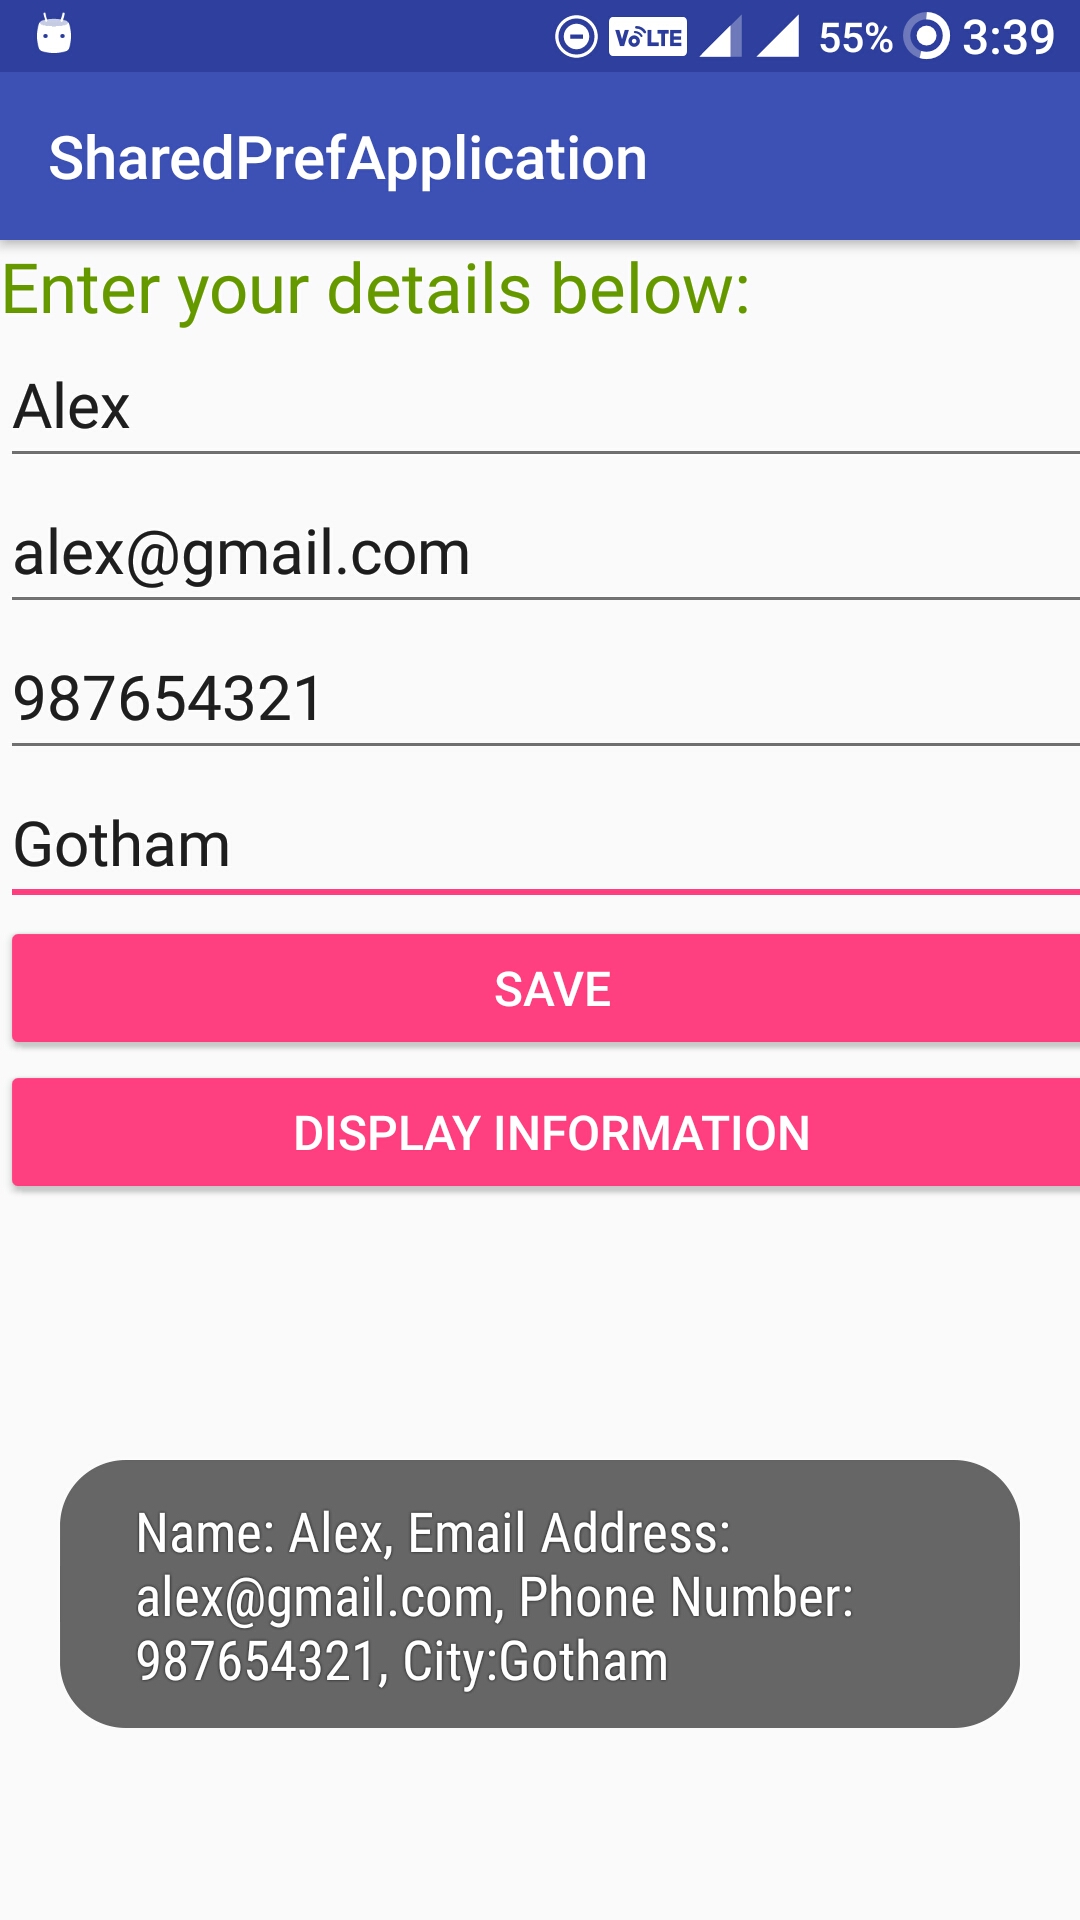 VoLTE 55% 3:39
SharedPrefApplication
Enter your details below:
Alex
alex@gmail.com
987654321
Gotham
SAVE
DISPLAY INFORMATION
Name: Alex, Email Address:
alex@gmail.com, Phone Number:
987654321, City:Gotham